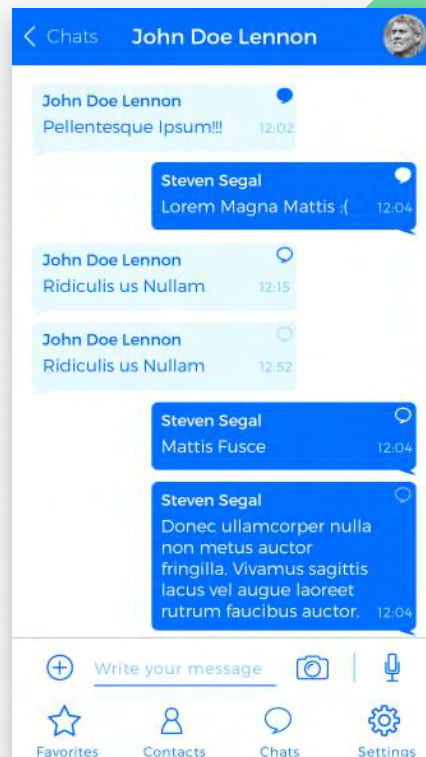 Chats John Doe Lennon
John Doe Lennon
Pellentesque Ipsum!!! 12:02
Steven Segal
Lorem Magna Mattis :( 12:04
John Doe Lennon
Ridiculis us Nullam 12:15
John Doe Lennon
Ridiculis us Nullam 12:52
Steven Segal
Mattis Fusce 12:04
Steven Segal
Donec ullamcorper nulla
non metus auctor
fringilla. Vivamus sagittis
lacus vel augue laoreet
rutrum faucibus auctor. 12:04
Write your message
Favorites Contacts Chats Settings